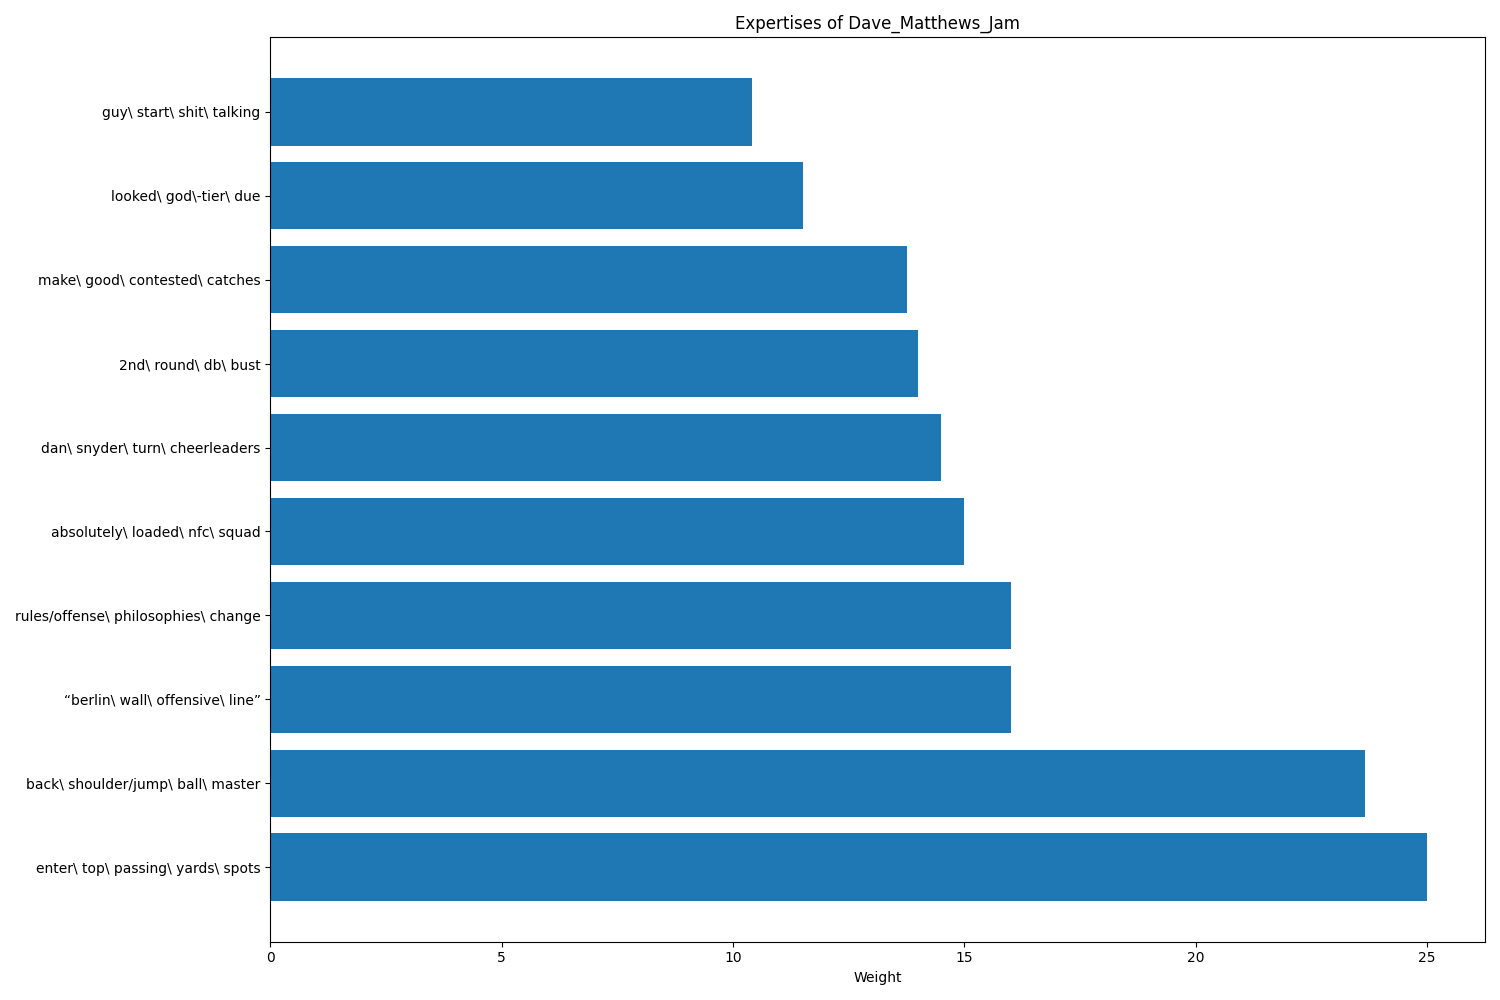 Expertises of Dave_Matthews_Jam
guy\ start\ shit\ talking
looked\ god\-tier\ due
make\ good\ contested\ catches
2nd\ round\ db\ bust
dan\ snyder\ turn\ cheerleaders
absolutely\ loaded\ nfc\ squad
rules/offense\ philosophies\ change
“berlin\ wall\ offensive\ line”
back\ shoulder/jump\ ball\ master
enter\ top\ passing\ yards\ spots
0 5 10 15 20 25
Weight